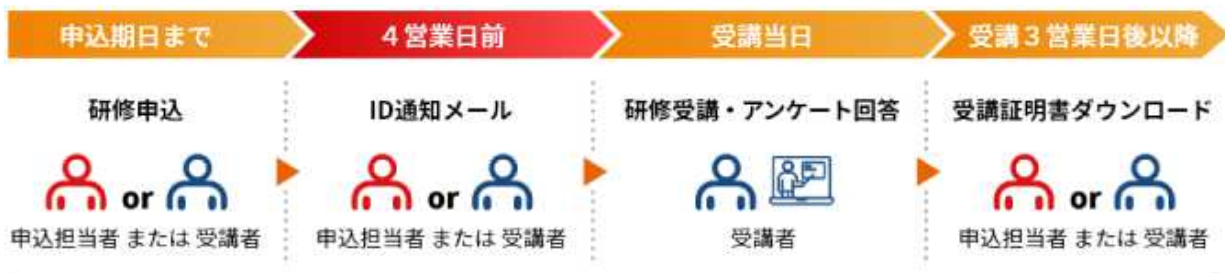 申込期日まで
４営業日前
受講当日
受講３営業日後以降
研修申込
ID通知メール
研修受講・アンケート回答
受講証明書ダウンロード
or
or
or
申込担当者 または 受講者
申込担当者 または 受講者
受講者
申込担当者 または 受講者